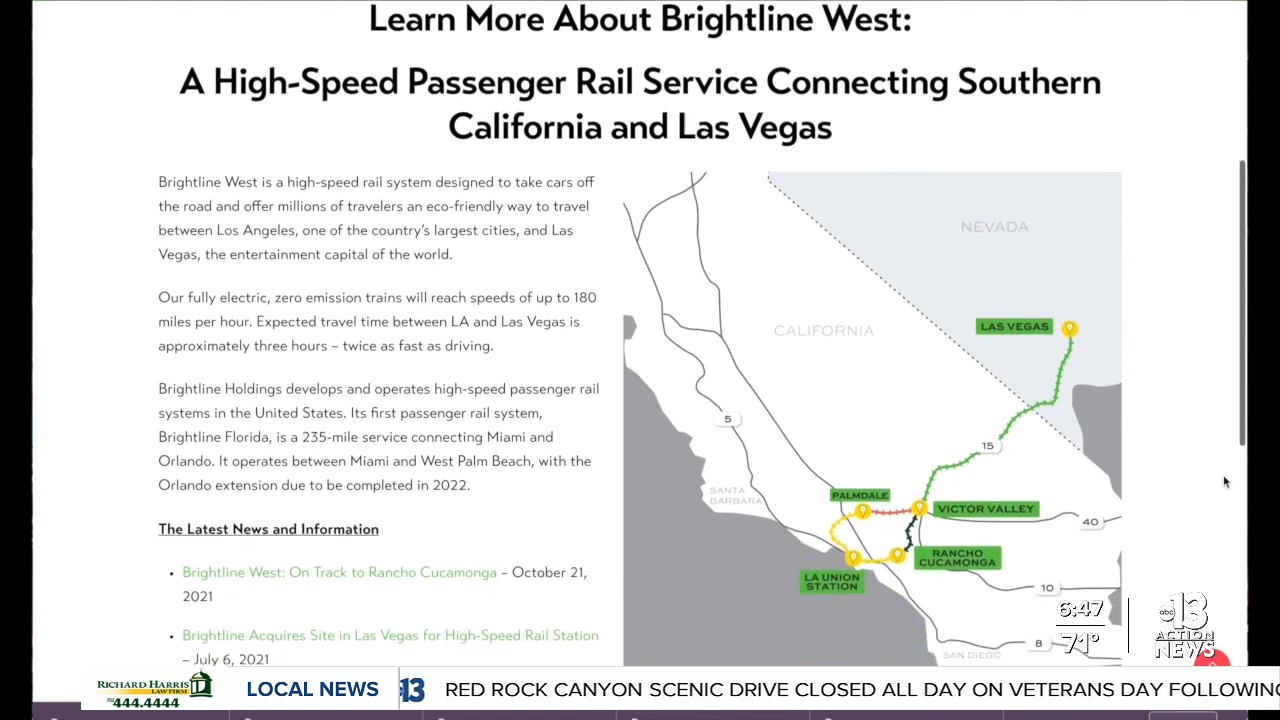 Learn More About Brightline West:
A High-Speed Passenger Rail Service Connecting Southern
California and Las Vegas
Brightline West is a high-speed rail system designed to take cars off
the road and offer millions of travelers an eco-friendly way to travel
between Los Angeles, one of the country's largest cities, and Las
Vegas, the entertainment capital of the world.
Our fully electric, zero emission trains will reach speeds of up to 180
miles per hour. Expected travel time between LA and Las Vegas is
approximately three hours – twice as fast as driving.
Brightline Holdings develops and operates high-speed passenger rail
systems in the United States. Its first passenger rail system,
Brightline Florida, is a 235-mile service connecting Miami and
Orlando. It operates between Miami and West Palm Beach, with the
Orlando extension due to be completed in 2022.
The Latest News and Information
• Brightline West: On Track to Rancho Cucamonga – October 21,
2021
• Brightline Acquires Site in Las Vegas for High-Speed Rail Station
– July 6, 2021
NEVADA
LAS VEGAS
CALIFORNIA
5
15
SANTA
BARBARA
PALMDALE
VICTOR VALLEY
40
RANCHO
CUCAMONGA
LA UNION
STATION
10
8
SAN DIEGO
6:47
71°
abc
13
ACTION
NEWS
RICHARD HARRIS
LAW FIRM
702 444.4444
LOCAL NEWS
13
RED ROCK CANYON SCENIC DRIVE CLOSED ALL DAY ON VETERANS DAY FOLLOWING